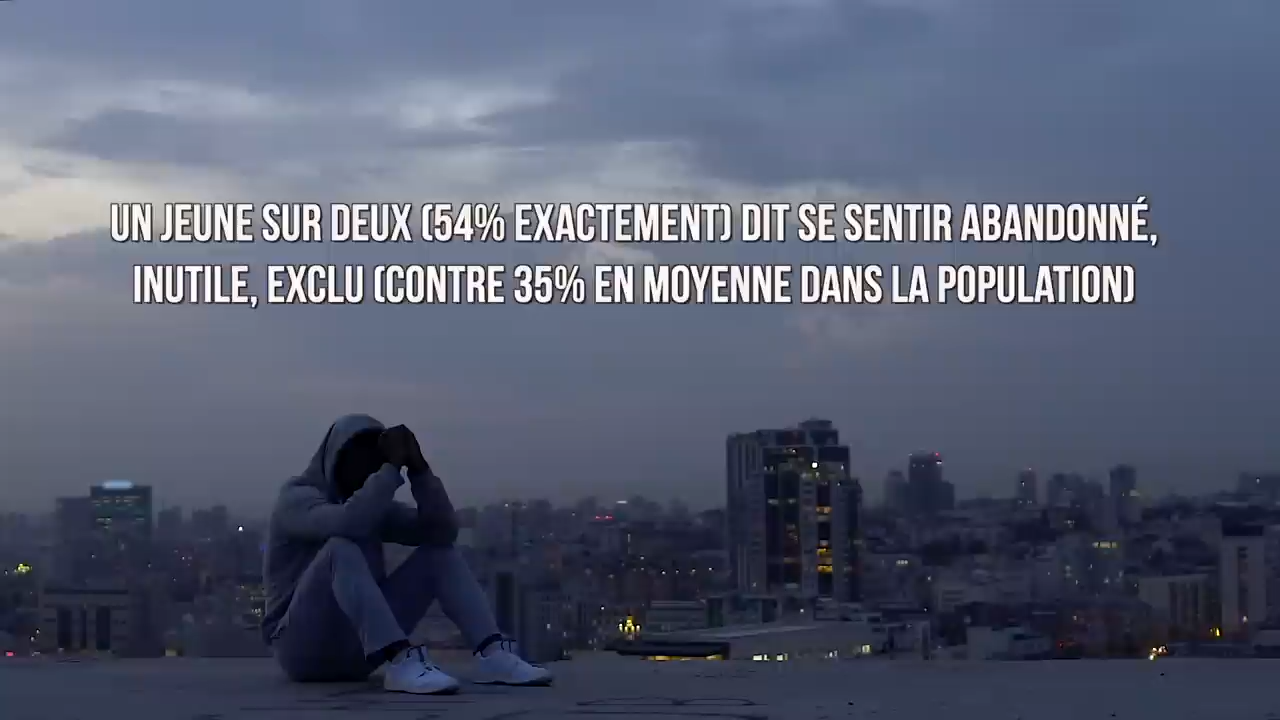 UN JEUNE SUR DEUX (54% EXACTEMENT) DIT SE SENTIR ABANDONNÉ,
INUTILE, EXCLU (CONTRE 35% EN MOYENNE DANS LA POPULATION)